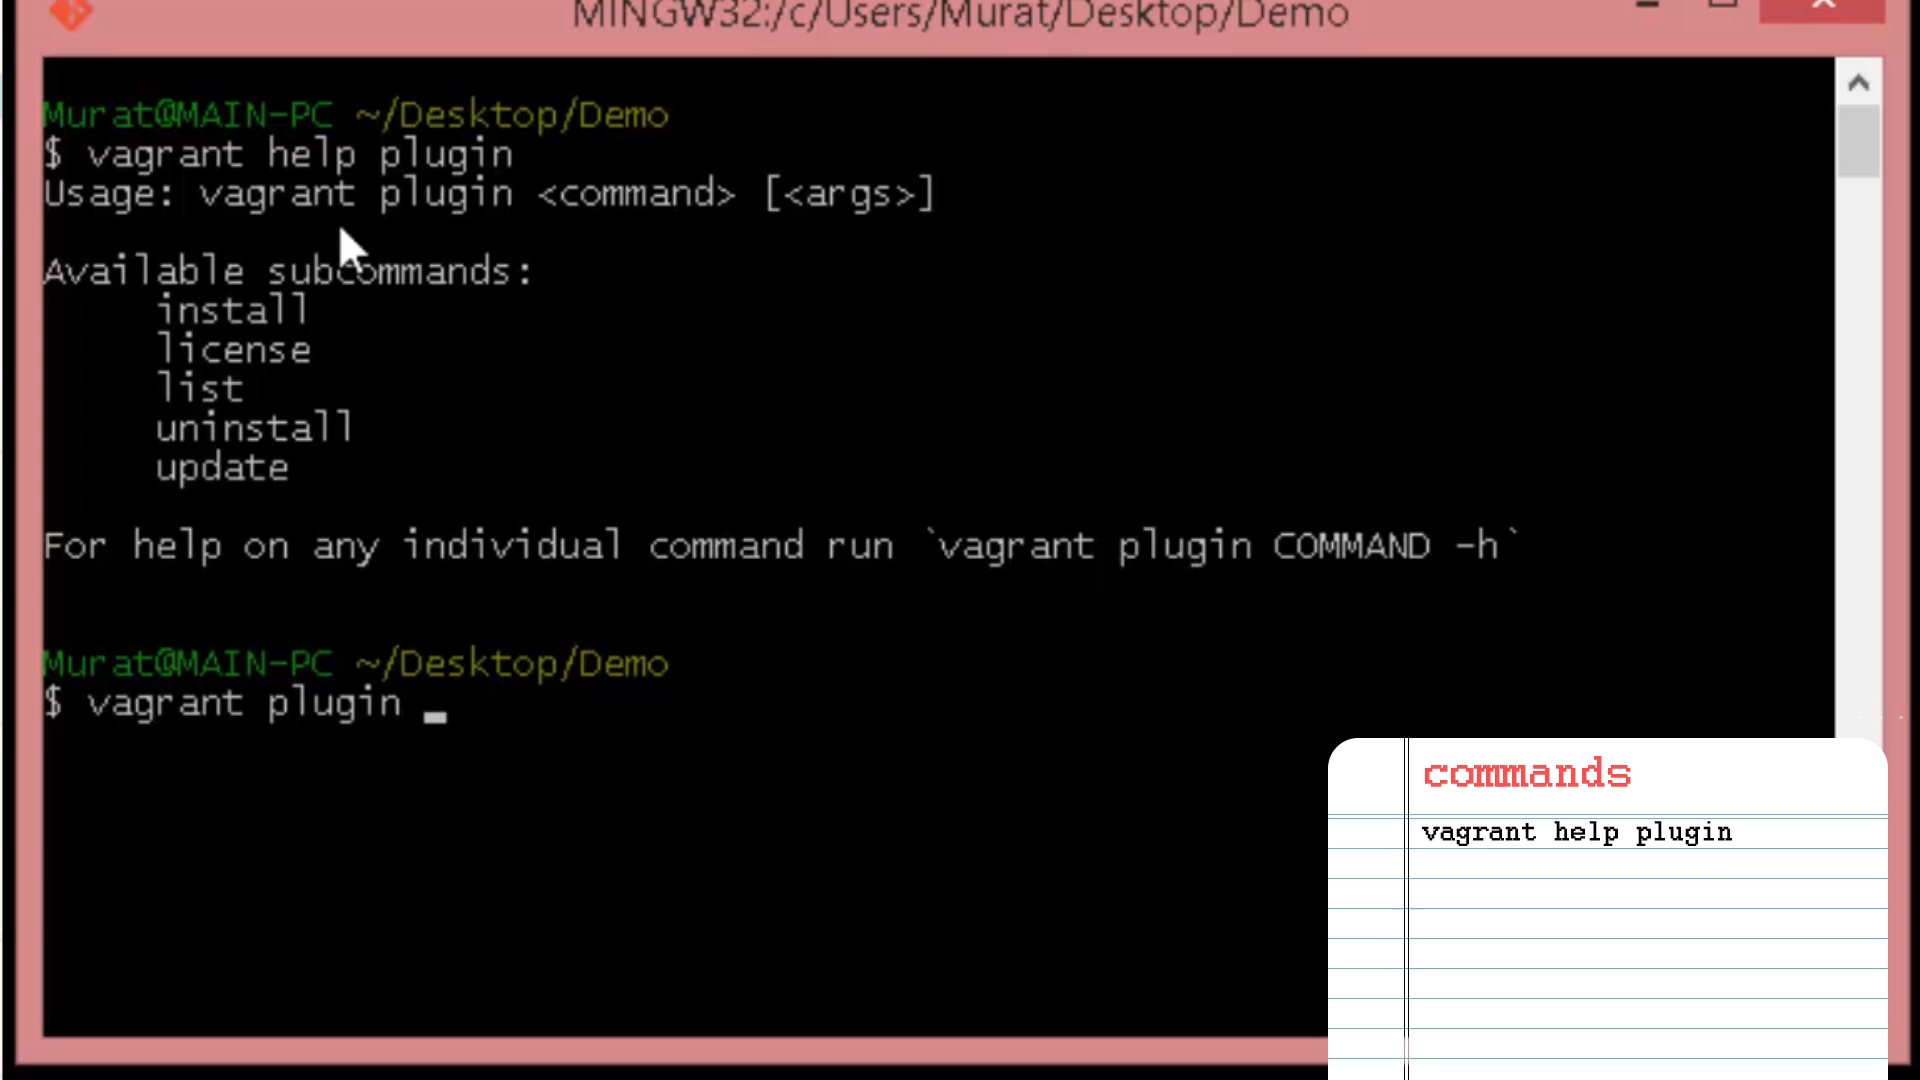 MINGW32:/c/Users/Murat/Desktop/Demo
Murat@MAIN-PC ~/Desktop/Demo
$ vagrant help plugin
Usage: vagrant plugin <command> [<args>]
Available subcommands:
install
license
list
uninstall
update
For help on any individual command run `vagrant plugin COMMAND -h`
Murat@MAIN-PC ~/Desktop/Demo
$ vagrant plugin _
commands
vagrant help plugin